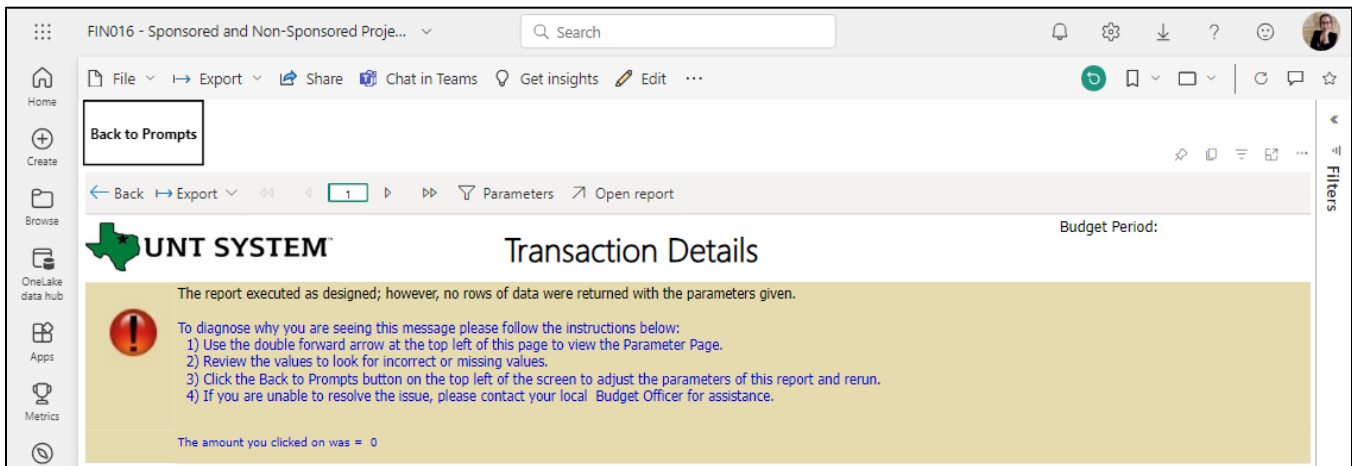 FIN016 - Sponsored and Non-Sponsored Proje...
Search
File
Export
Share
Chat in Teams
Get insights
Edit
Home
Create
Browse
OneLake
data hub
Apps
Metrics
Back to Prompts
Filters
Back
Export
1
Parameters
Open report
UNT SYSTEM™
Transaction Details
Budget Period:
The report executed as designed; however, no rows of data were returned with the parameters given.
To diagnose why you are seeing this message please follow the instructions below:
1) Use the double forward arrow at the top left of this page to view the Parameter Page.
2) Review the values to look for incorrect or missing values.
3) Click the Back to Prompts button on the top left of the screen to adjust the parameters of this report and rerun.
4) If you are unable to resolve the issue, please contact your local  Budget Officer for assistance.
The amount you clicked on was =  0